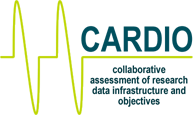 CARDIO
collaborative
assessment of research
data infrastructure and
objectives